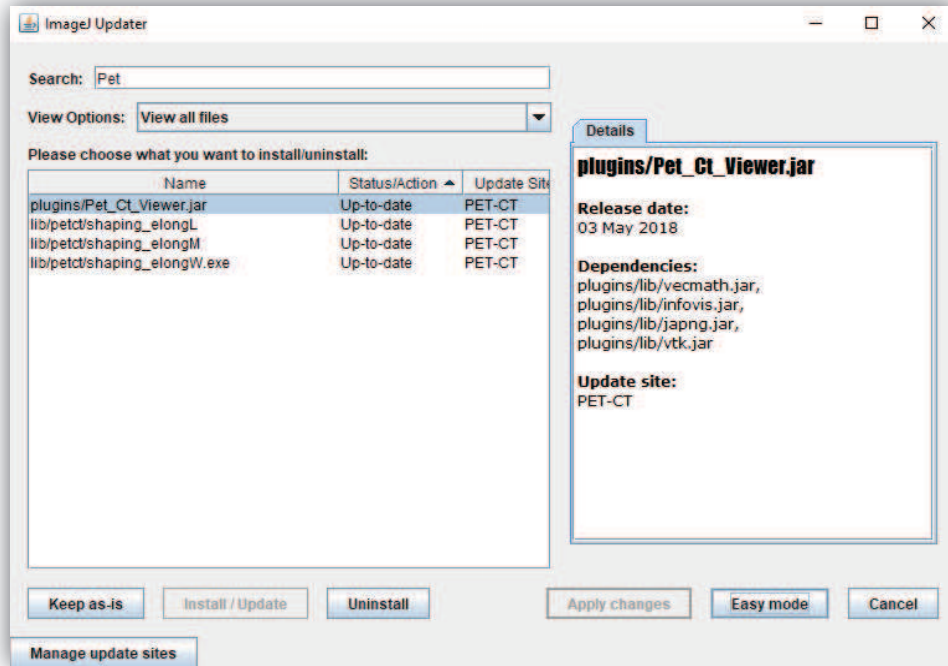 ImageJ Updater
Search: Pet
View Options: View all files
Please choose what you want to install/uninstall:
Name Status/Action Update Site
plugins/Pet_Ct_Viewer.jar Up-to-date PET-CT
lib/petct/shaping_elongL Up-to-date PET-CT
lib/petct/shaping_elongM Up-to-date PET-CT
lib/petct/shaping_elongW.exe Up-to-date PET-CT
Details
plugins/Pet_Ct_Viewer.jar
Release date:
03 May 2018
Dependencies:
plugins/lib/vecmath.jar,
plugins/lib/infovis.jar,
plugins/lib/japng.jar,
plugins/lib/vtk.jar
Update site:
PET-CT
Keep as-is Install / Update Uninstall Apply changes Easy mode Cancel
Manage update sites